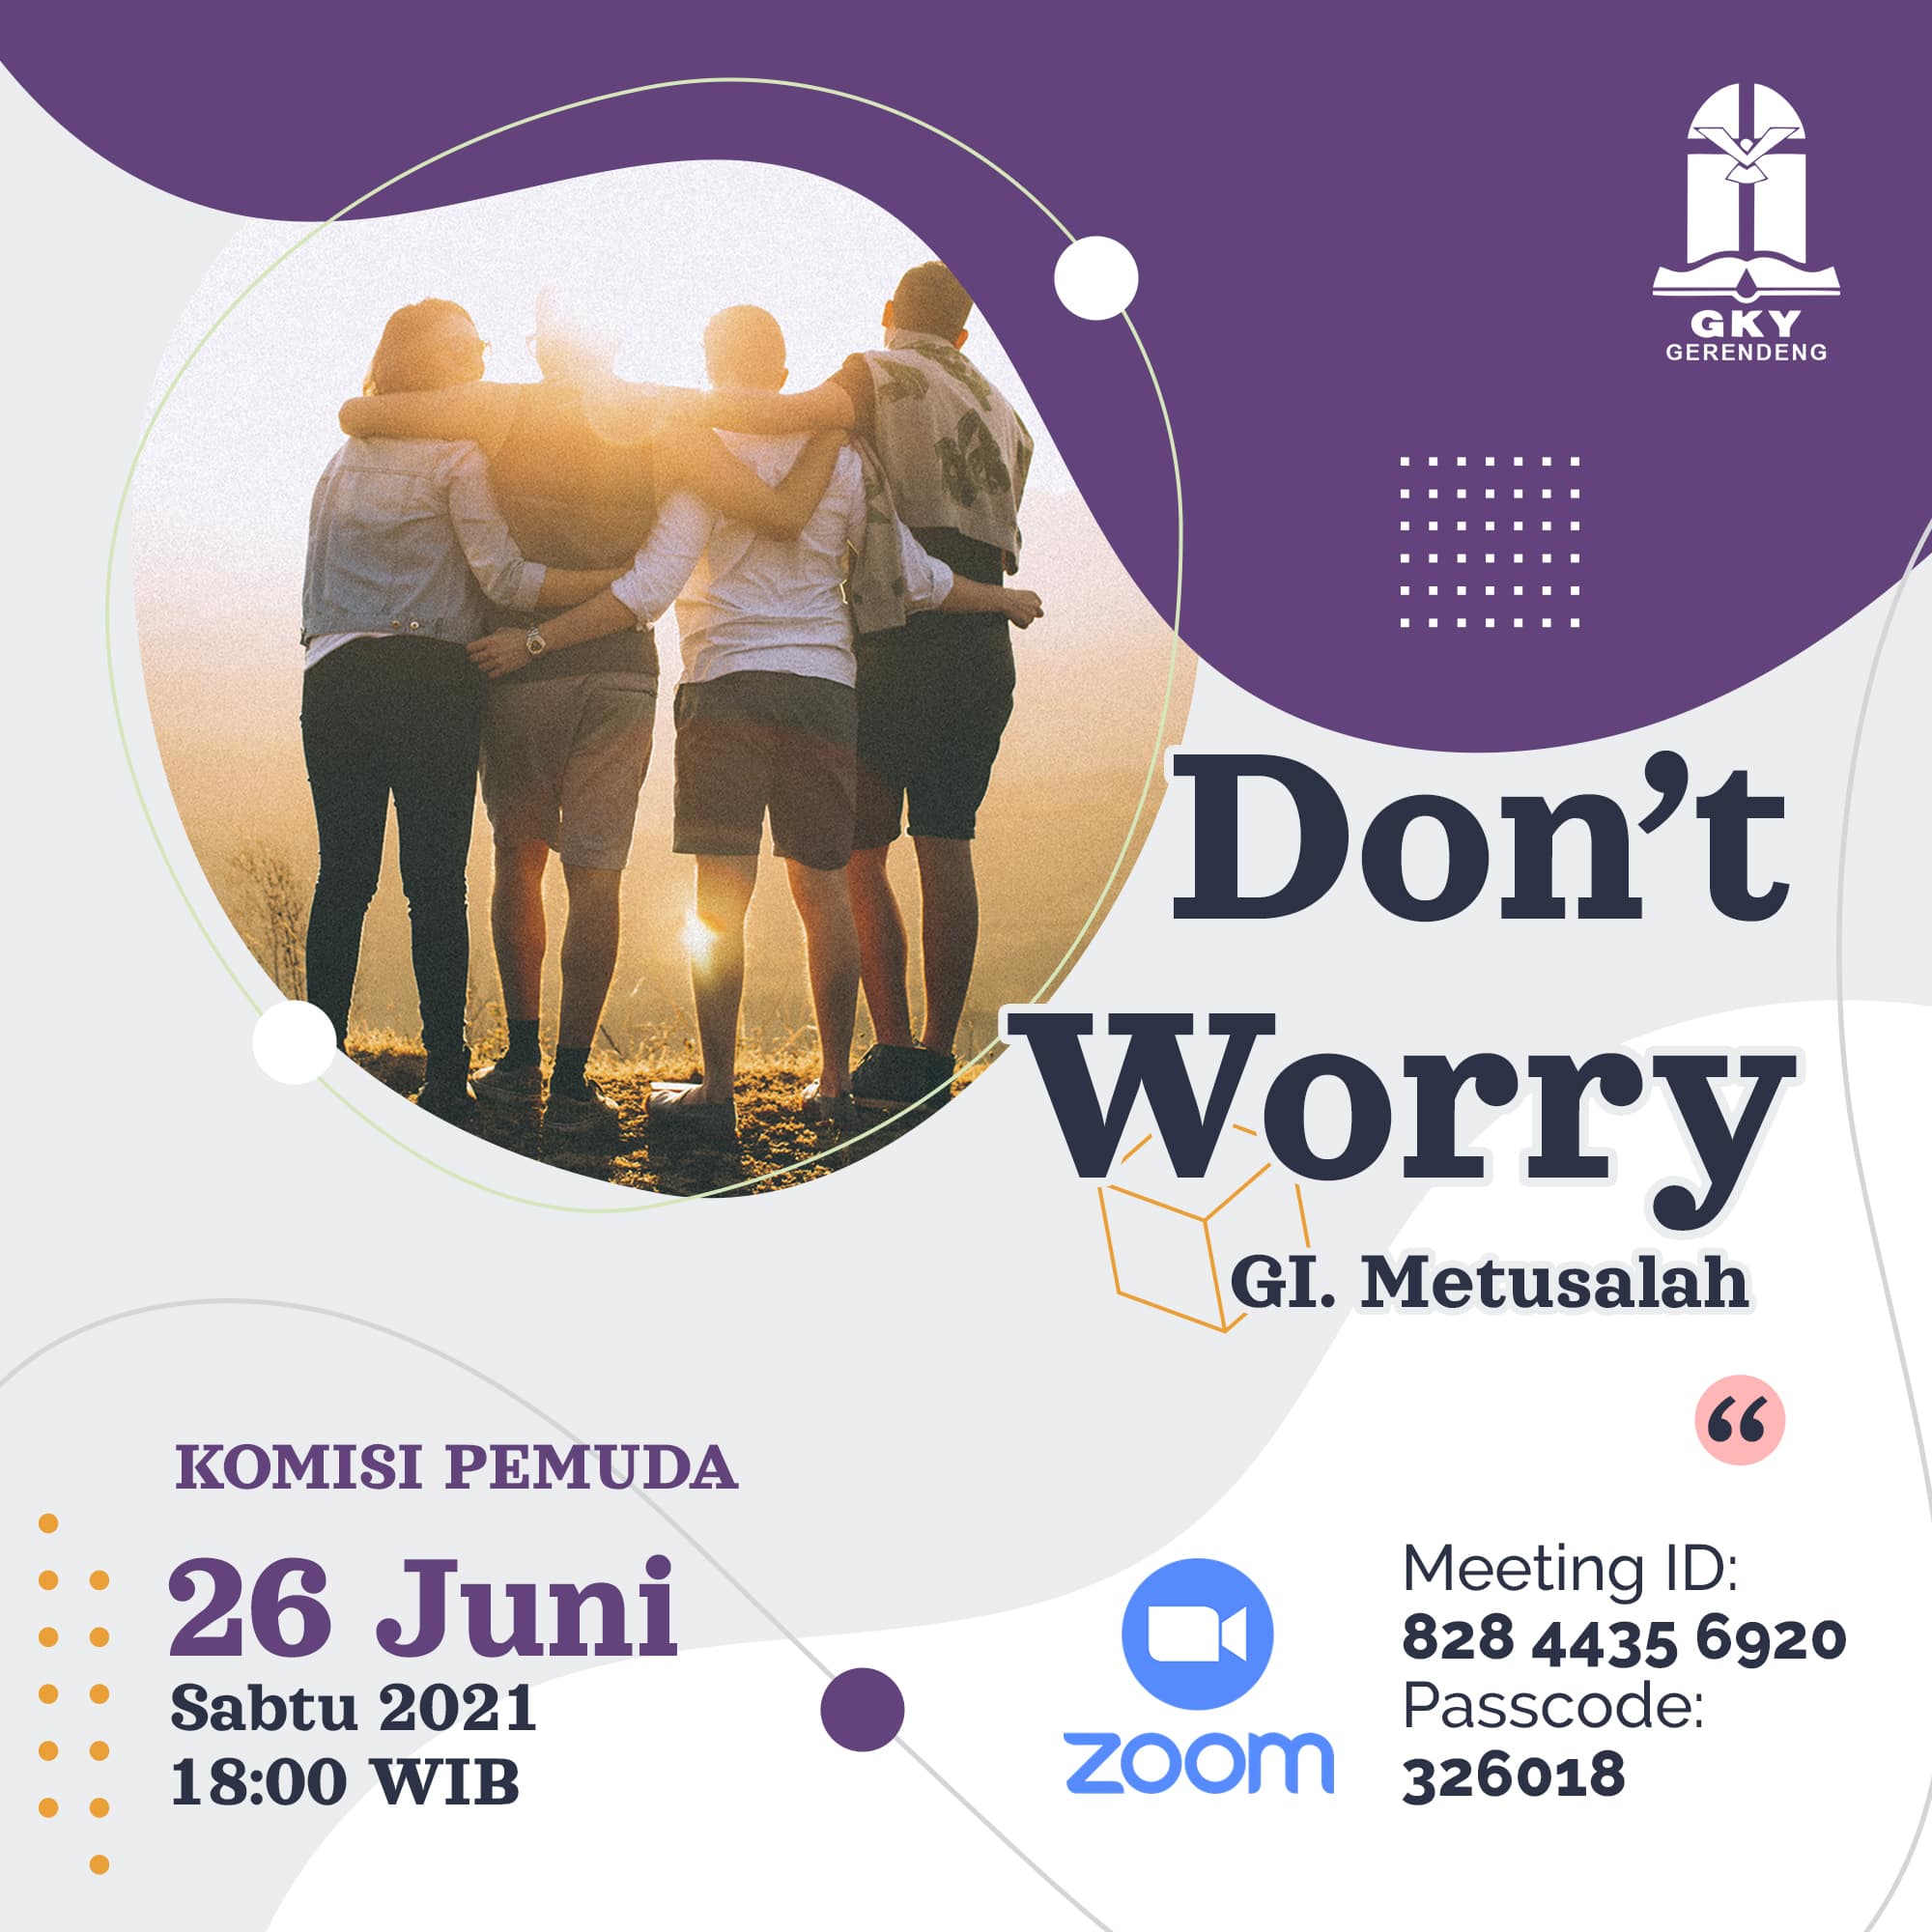 GKY
GERENDENG
Don't
Worry
GI. Metusalah
“
KOMISI PEMUDA
26 Juni
Sabtu 2021
18:00 WIB
zoom
Meeting ID:
828 4435 6920
Passcode:
326018